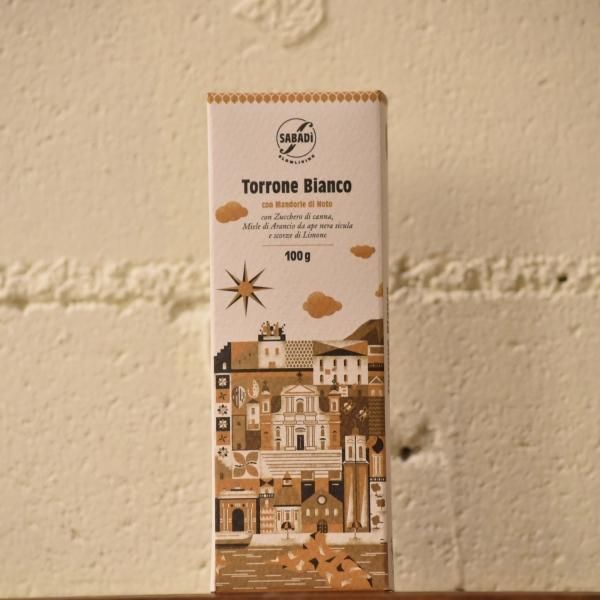 SABADÌ
SLOWLIVING
Torrone Bianco
con Mandorle di Noto
con Zucchero di canna,
Miele di Arancio da ape nera sicula
e scorze di Limone
100 g